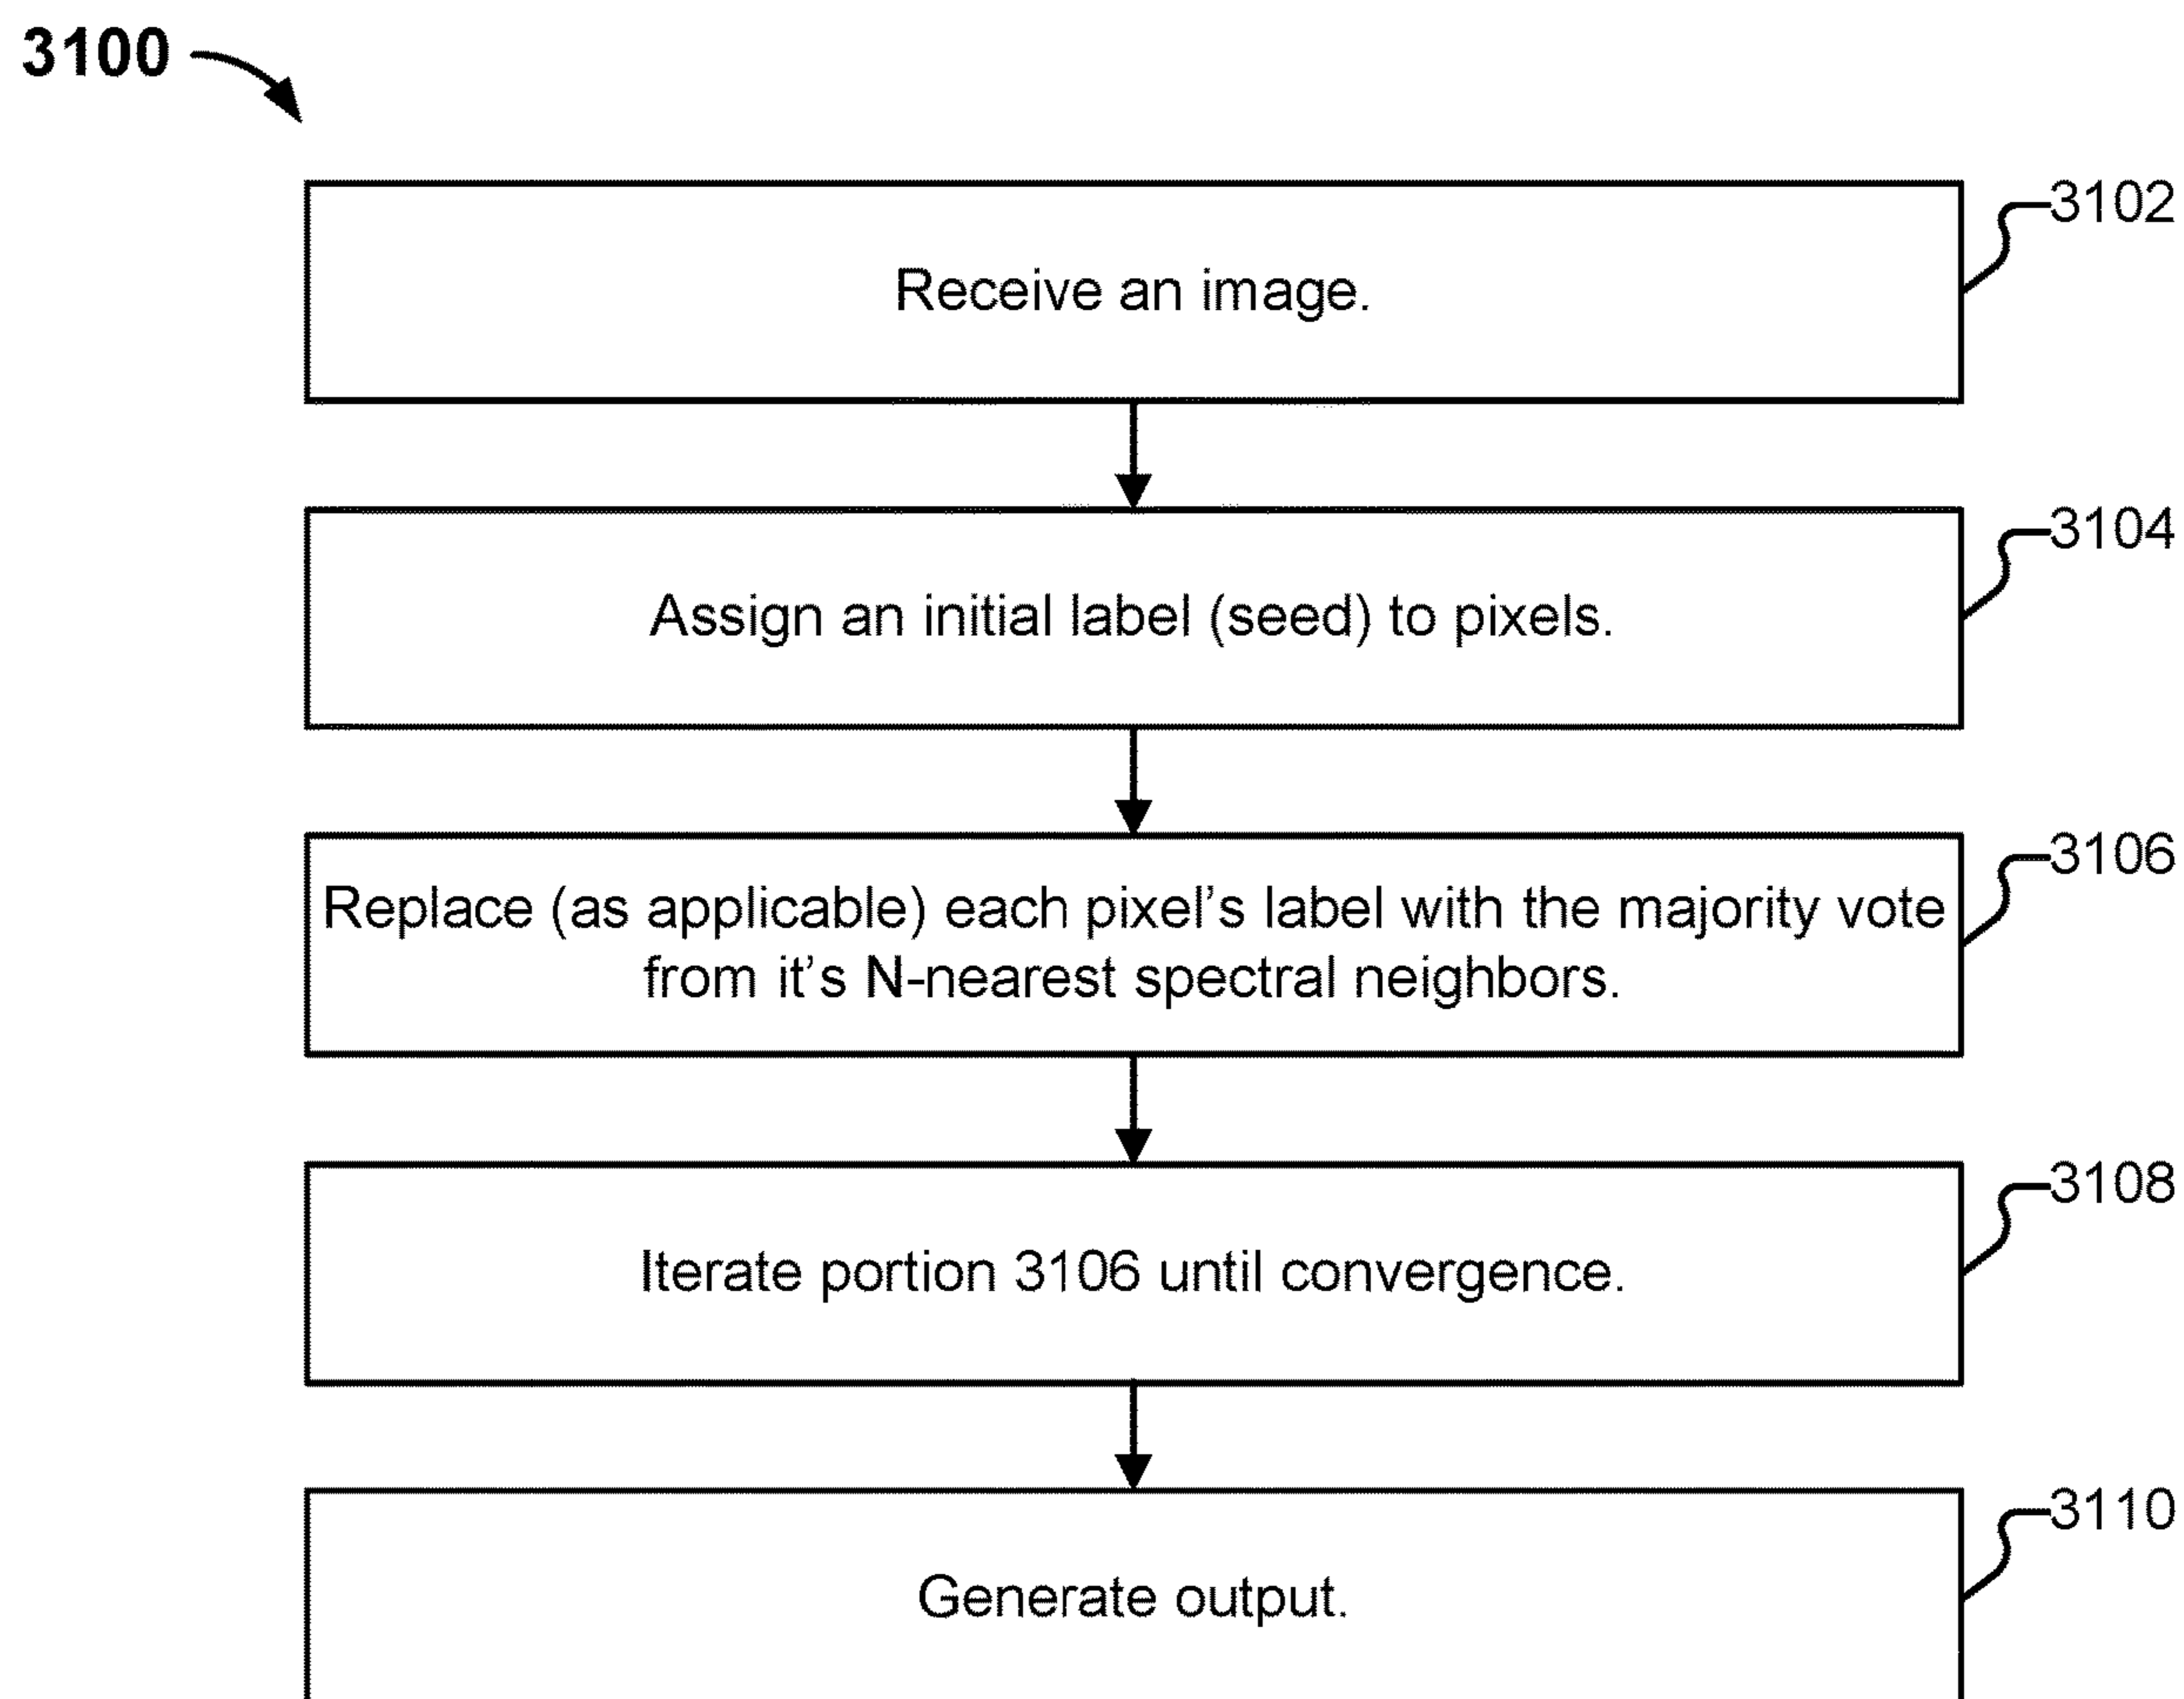 3100
3102
Receive an image.
3104
Assign an initial label (seed) to pixels.
3106
Replace (as applicable) each pixel's label with the majority vote
from it's N-nearest spectral neighbors.
3108
Iterate portion 3106 until convergence.
3110
Generate output.